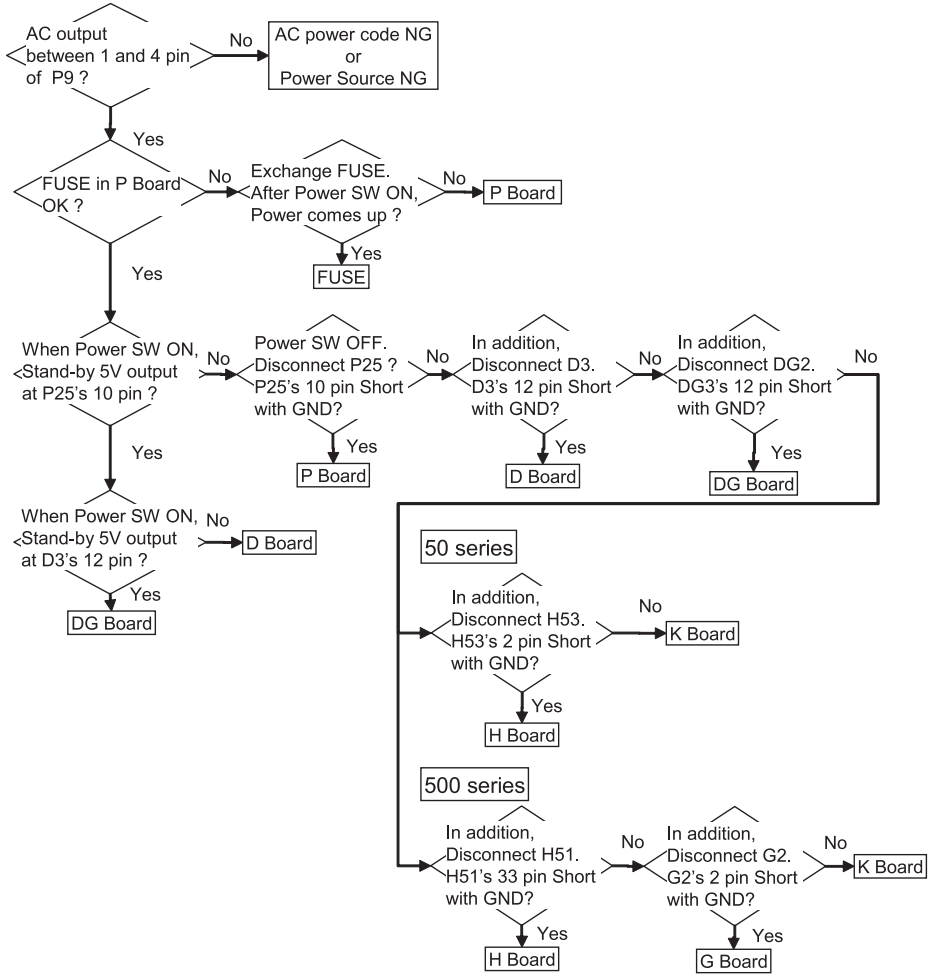 AC output
between 1 and 4 pin
of P9 ?
No
AC power code NG
or
Power Source NG
Yes
FUSE in P Board
OK ?
No
Exchange FUSE.
After Power SW ON,
Power comes up ?
No
P Board
Yes
FUSE
Yes
When Power SW ON,
Stand-by 5V output
at P25's 10 pin ?
No
Power SW OFF.
Disconnect P25 ?
P25's 10 pin Short
with GND?
No
In addition,
Disconnect D3.
D3's 12 pin Short
with GND?
No
In addition,
Disconnect DG2.
DG3's 12 pin Short
with GND?
No
Yes
P Board
Yes
D Board
Yes
DG Board
Yes
When Power SW ON,
Stand-by 5V output
at D3's 12 pin ?
No
D Board
Yes
DG Board
50 series
In addition,
Disconnect H53.
H53's 2 pin Short
with GND?
No
K Board
Yes
H Board
500 series
In addition,
Disconnect H51.
H51's 33 pin Short
with GND?
No
In addition,
Disconnect G2.
G2's 2 pin Short
with GND?
No
K Board
Yes
H Board
Yes
G Board